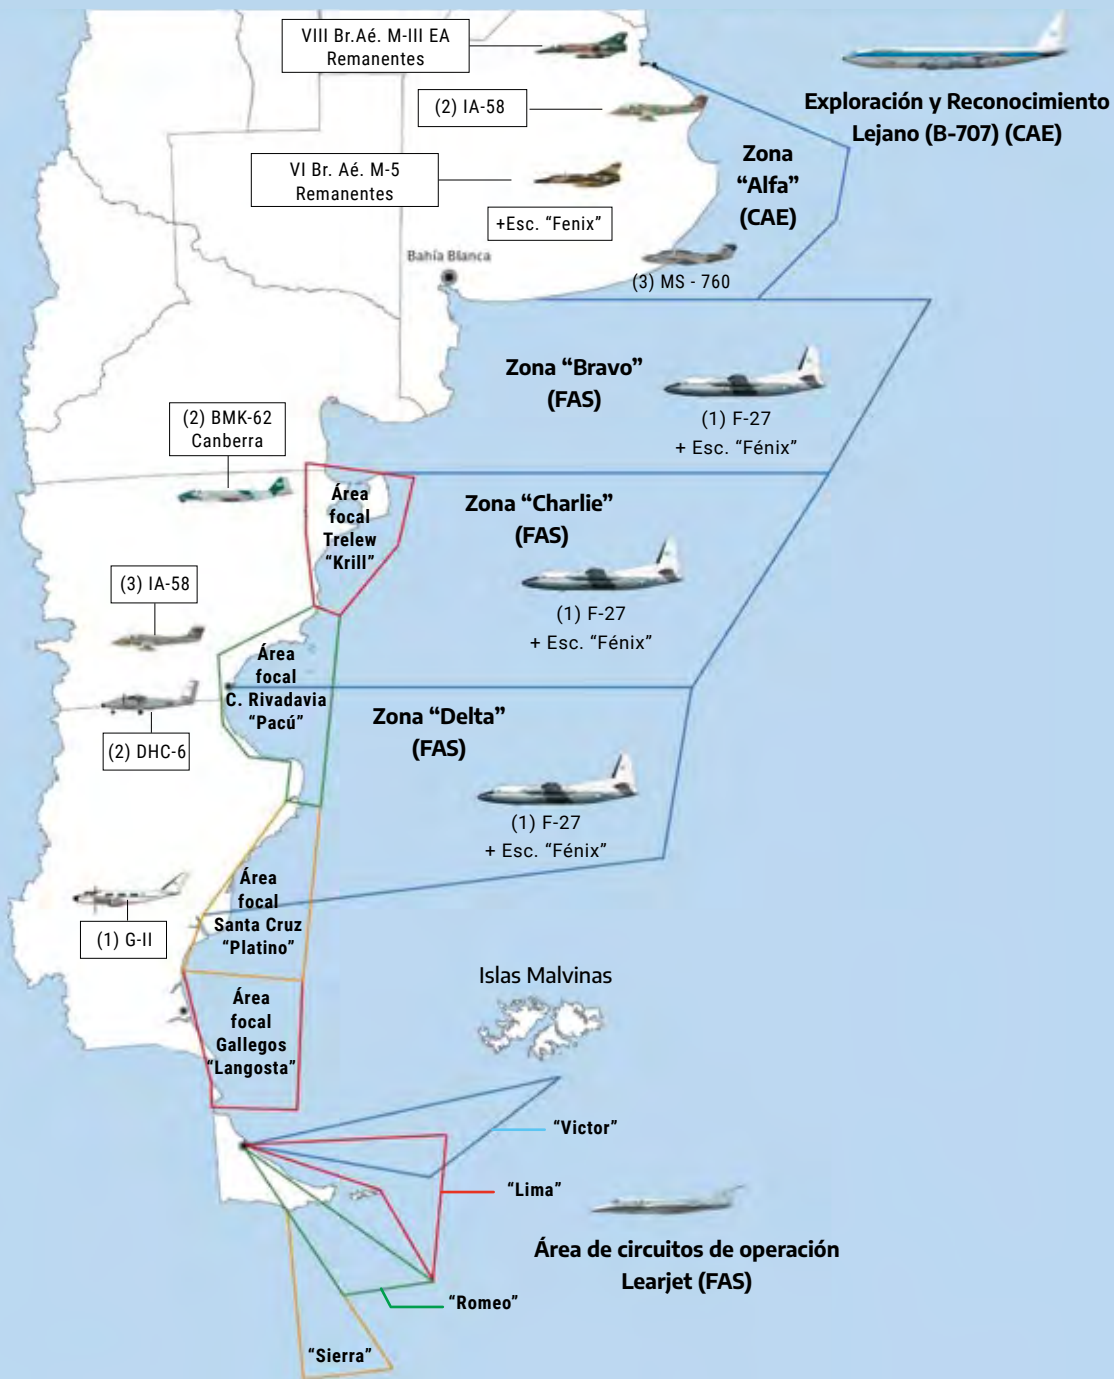 VIII Br.Aé. M-III EA
Remanentes
Exploración y Reconocimiento
Lejano (B-707) (CAE)
(2) IA-58
Zona
“Alfa”
(CAE)
VI Br. Aé. M-5
Remanentes
+Esc. “Fenix”
Bahía Blanca
(3) MS - 760
Zona “Bravo”
(FAS)
(1) F-27
+ Esc. “Fénix”
(2) BMK-62
Canberra
Área
focal
Trelew
“Krill”
Zona “Charlie”
(FAS)
(1) F-27
+ Esc. “Fénix”
(3) IA-58
Área
focal
C. Rivadavia
“Pacú”
Zona “Delta”
(FAS)
(2) DHC-6
(1) F-27
+ Esc. “Fénix”
Área
focal
Santa Cruz
“Platino”
(1) G-II
Islas Malvinas
Área
focal
Gallegos
“Langosta”
“Victor”
“Lima”
Área de circuitos de operación
Learjet (FAS)
“Romeo”
“Sierra”